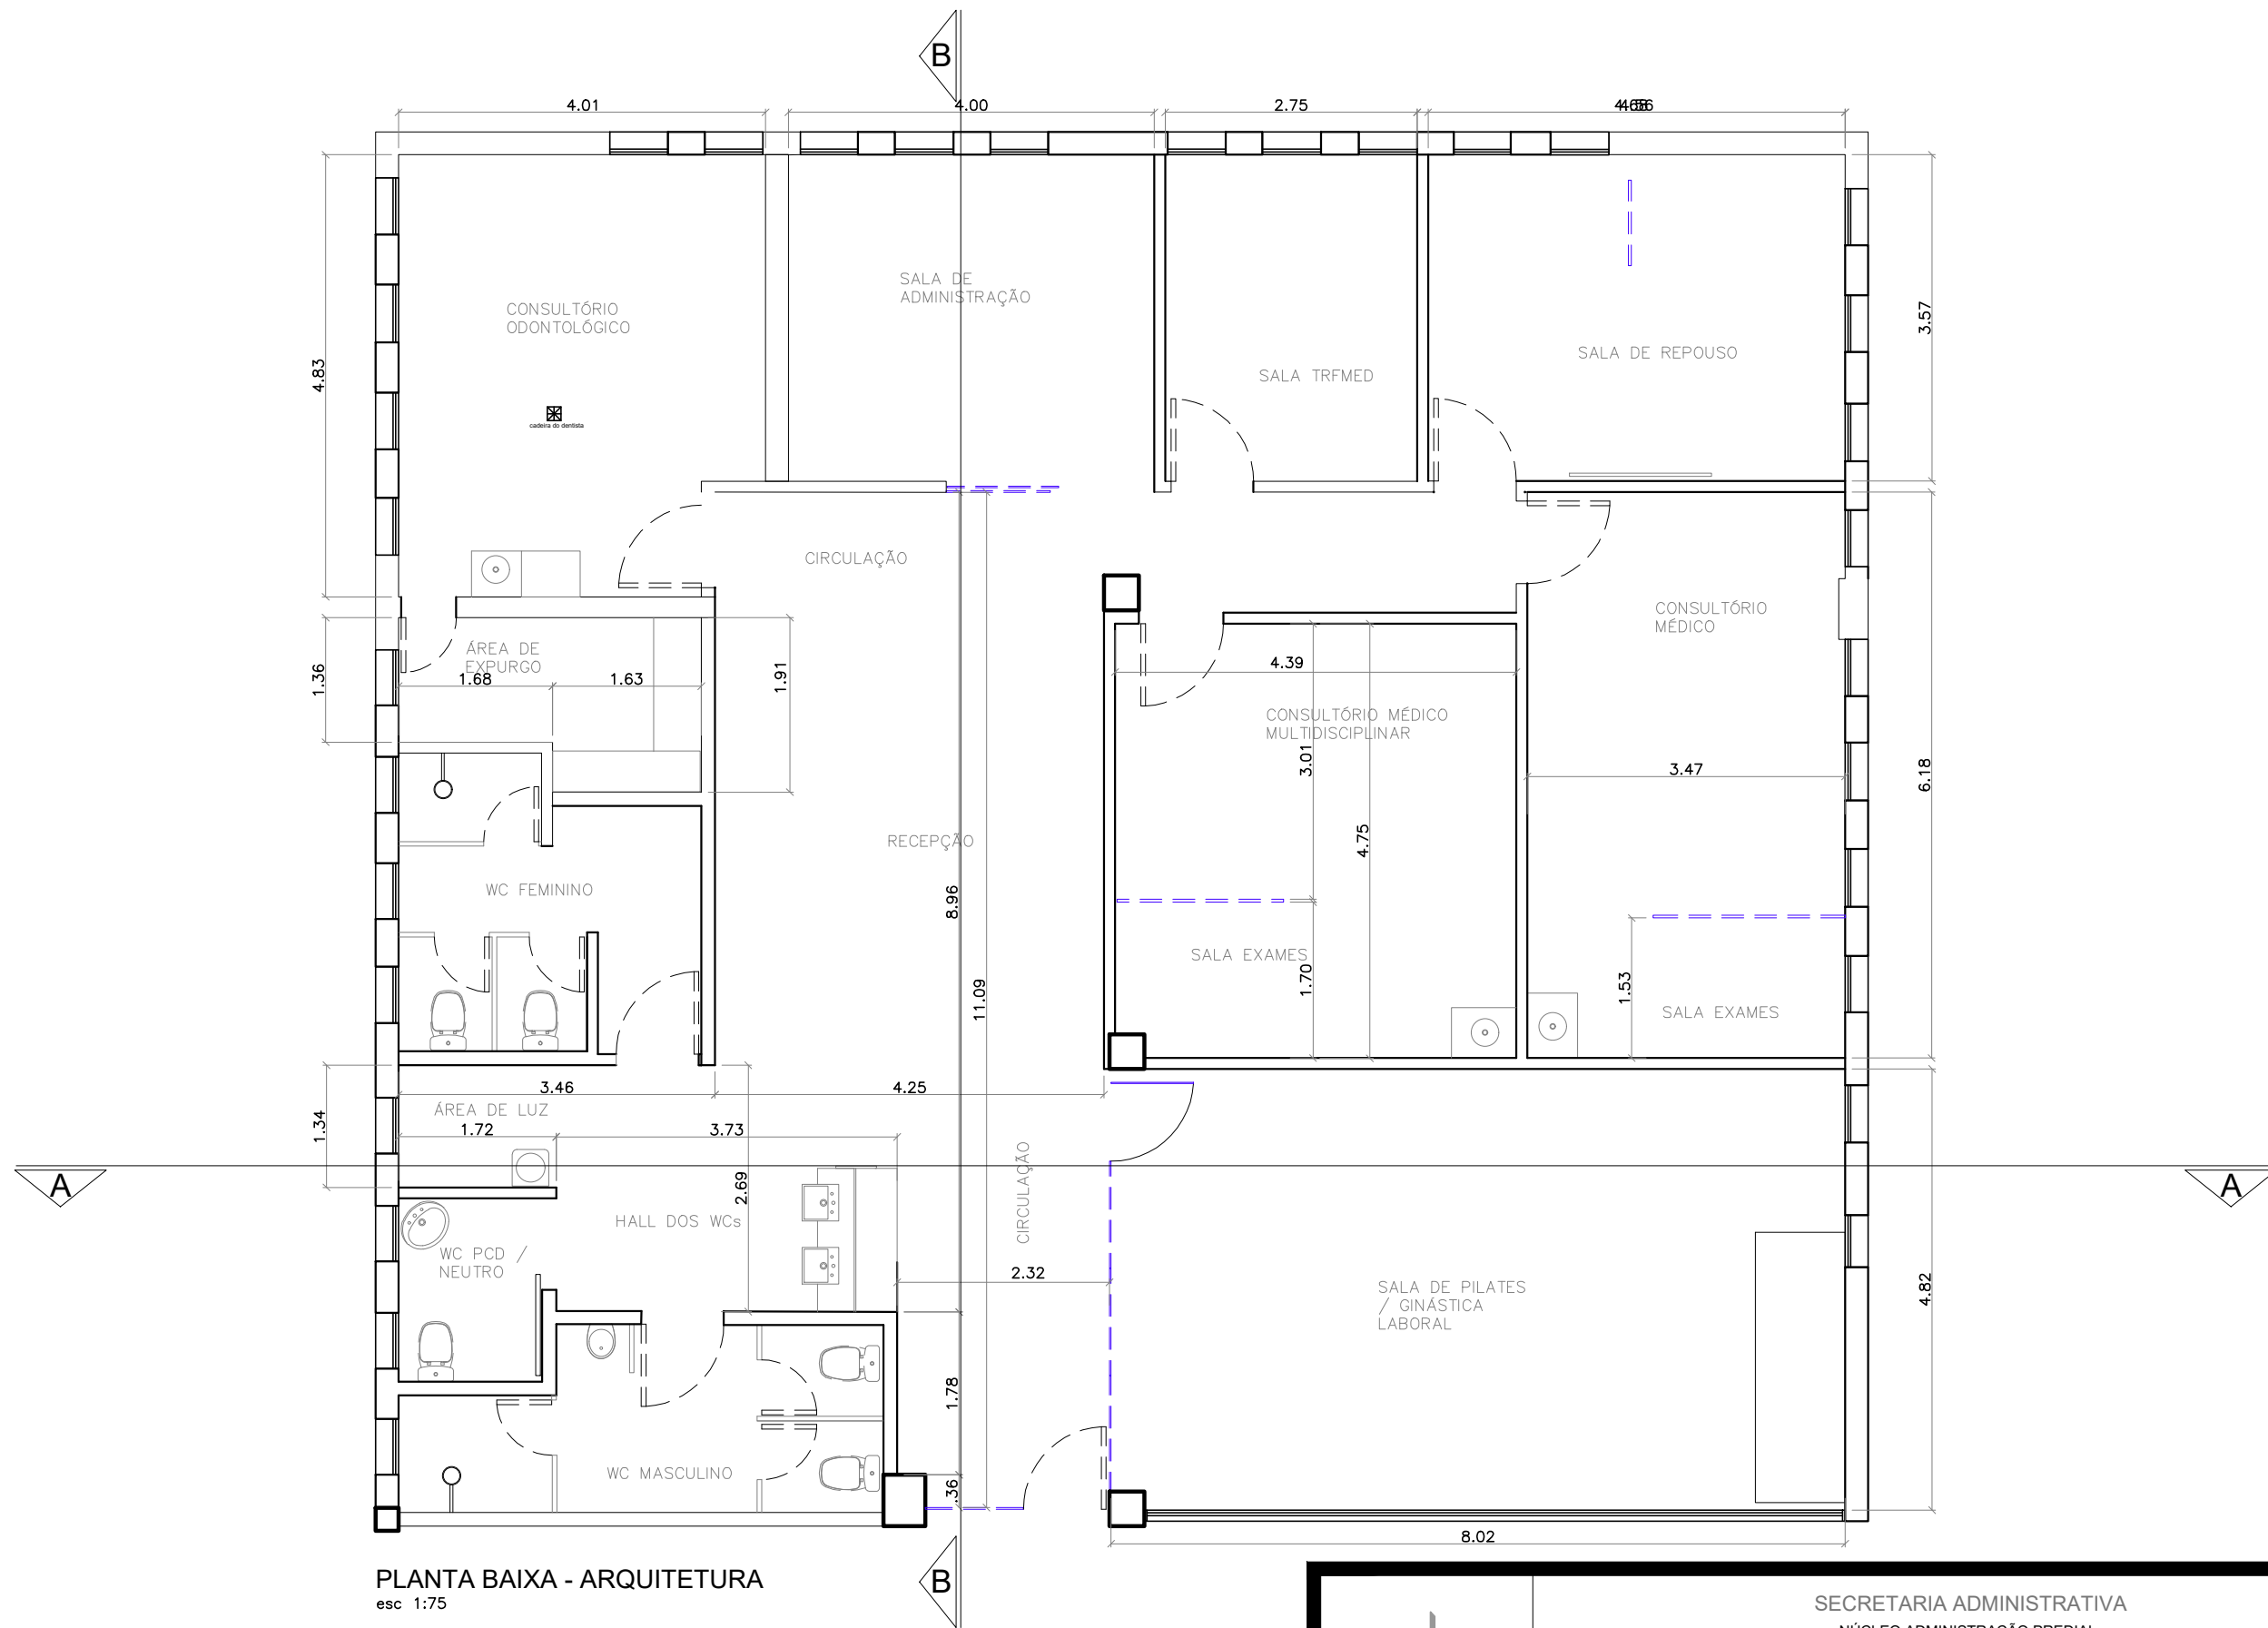 B
4.01
4.00
2.75
3.57
SALA DE
ADMINISTRAÇÃO
CONSULTÓRIO
ODONTOLÓGICO
SALA DE REPOUSO
SALA TRFMED
4.83
cadeira do dentista
CIRCULAÇÃO
CONSULTÓRIO
MÉDICO
ÁREA DE
EXPURGO
1.36
1.68
1.63
1.91
4.39
CONSULTÓRIO MÉDICO
MULTIDISCIPLINAR
3.01
3.47
6.18
4.75
RECEPÇÃO
WC FEMININO
8.96
SALA EXAMES
1.70
11.09
1.53
SALA EXAMES
3.46
4.25
ÁREA DE LUZ
1.34
1.72
3.73
A
2.69
CIRCULAÇÃO
A
HALL DOS WCs
WC PCD /
NEUTRO
2.32
SALA DE PILATES
/ GINÁSTICA
LABORAL
4.82
1.78
WC MASCULINO
.36
8.02
PLANTA BAIXA - ARQUITETURA
esc 1:75
B
SECRETARIA ADMINISTRATIVA
NÚCLEO ADMINISTRAÇÃO PREDIAL